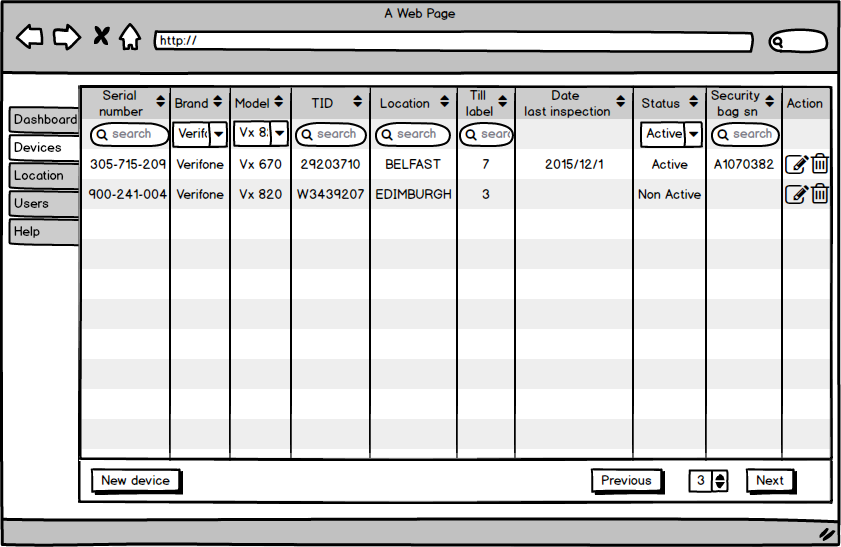 A Web Page
http://
Dashboard
Devices
Location
Users
Help
Serial number Brand Model TID Location Till label Date last inspection Status Security bag sn Action
search Verifo Vx 8 search search searc Active search
305-715-209 Verifone Vx 670 29203710 BELFAST 7 2015/12/1 Active A1070382
900-241-004 Verifone Vx 820 W3439207 EDIMBURGH 3 Non Active
New device Previous 3 Next